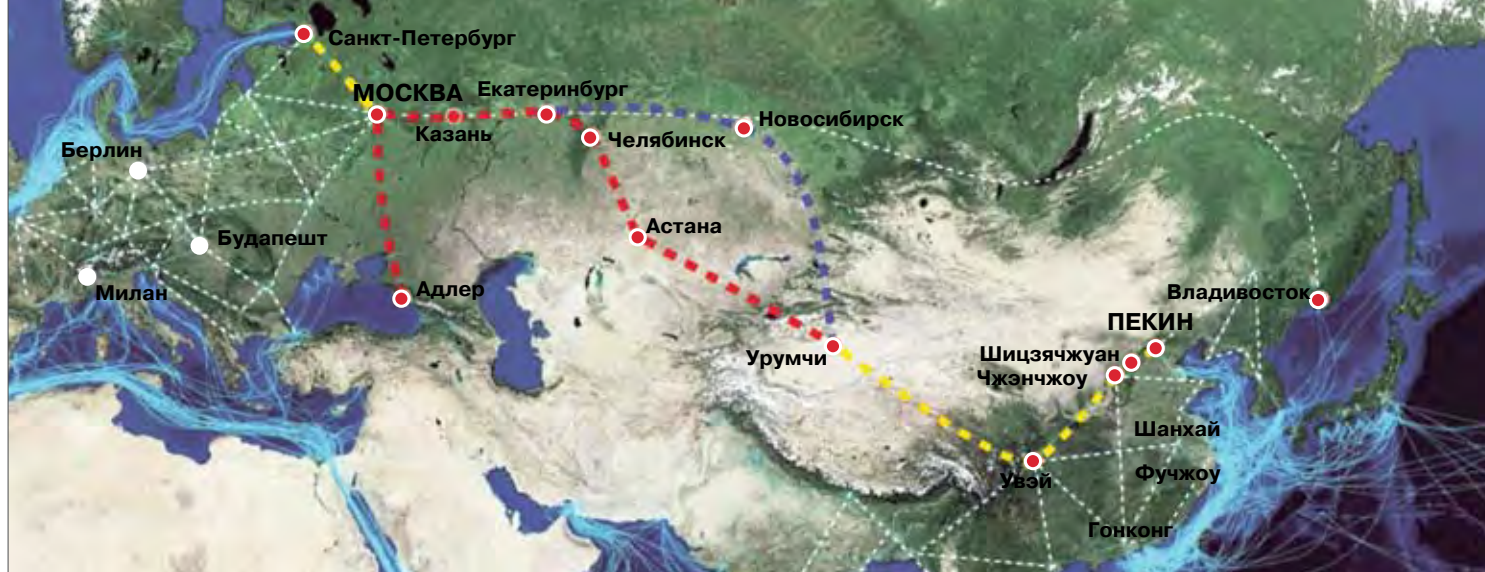 Санкт-Петербург
МОСКВА
Екатеринбург
Казань
Челябинск
Новосибирск
Берлин
Будапешт
Астана
Милан
Адлер
Владивосток
ПЕКИН
Урумчи
Шицзячжуан
Чжэнчжоу
Шанхай
Увэй
Фучжоу
Гонконг